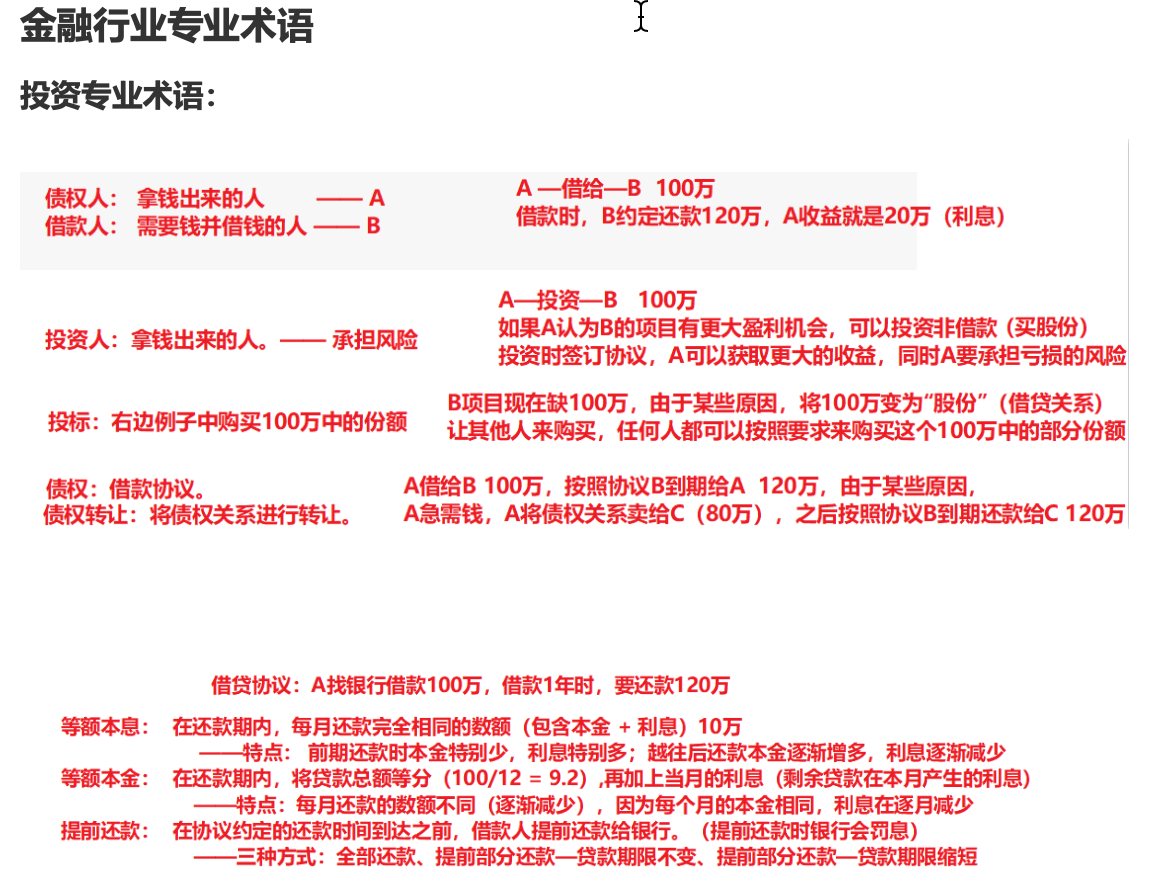 金融行业专业术语
投资专业术语：
债权人： 拿钱出来的人 —— A
借款人： 需要钱并借钱的人 —— B
A —借给—B 100万
借款时，B约定还款120万，A收益就是20万（利息）
投资人：拿钱出来的人。—— 承担风险
A—投资—B 100万
如果A认为B的项目有更大盈利机会，可以投资非借款（买股份）
投资时签订协议，A可以获取更大的收益，同时A要承担亏损的风险
投标：右边例子中购买100万中的份额
B项目现在缺100万，由于某些原因，将100万变为“股份”（借贷关系）
让其他人来购买，任何人都可以按照要求来购买这个100万中的部分份额
债权：借款协议。
债权转让：将债权关系进行转让。
A借给B 100万，按照协议B到期给A 120万，由于某些原因，
A急需钱，A将债权关系卖给C（80万），之后按照协议B到期还款给C 120万
借贷协议：A找银行借款100万，借款1年时，要还款120万
等额本息： 在还款期内，每月还款完全相同的数额（包含本金 + 利息）10万
——特点： 前期还款时本金特别少，利息特别多；越往后还款本金逐渐增多，利息逐渐减少
等额本金： 在还款期内，将贷款总额等分（100/12 = 9.2）,再加上当月的利息（剩余贷款在本月产生的利息）
——特点：每月还款的数额不同（逐渐减少），因为每个月的本金相同，利息在逐月减少
提前还款： 在协议约定的还款时间到达之前，借款人提前还款给银行。（提前还款时银行会罚息）
——三种方式：全部还款、提前部分还款—贷款期限不变、提前部分还款—贷款期限缩短